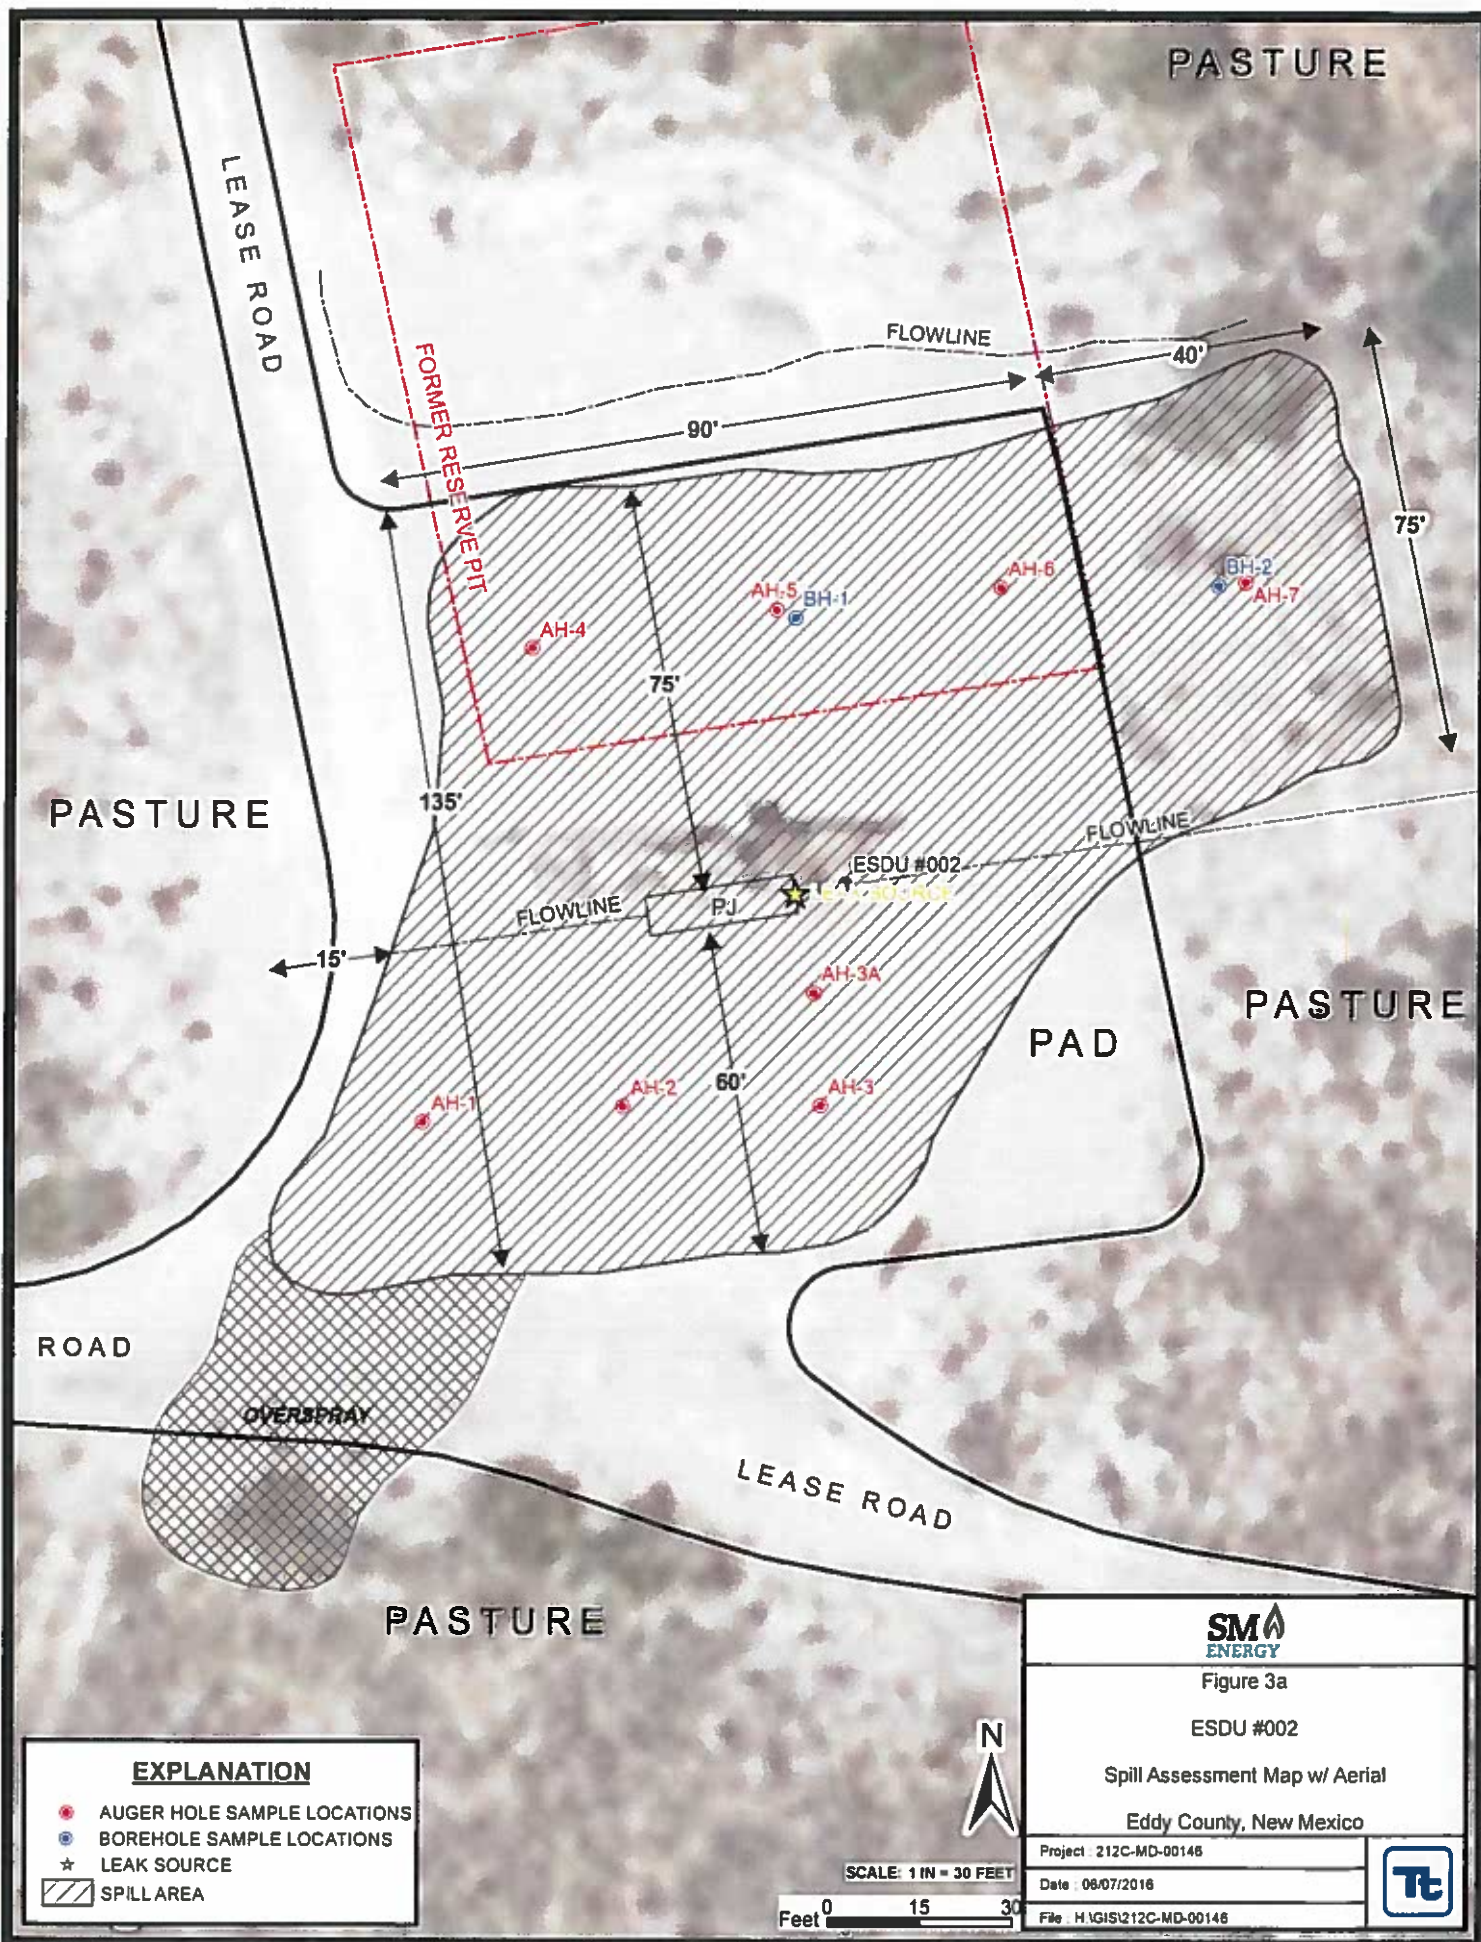 PASTURE
LEASE ROAD
FLOWLINE
40'
FORMER RESERVE PIT
90'
75'
BH-2
AH-7
AH-6
AH-5
BH-1
AH-4
75'
135'
PASTURE
FLOWLINE
ESDU #002
LEAK SOURCE
PJ
FLOWLINE
15'
AH-3A
PASTURE
PAD
60'
AH-1
AH-2
AH-3
ROAD
OVERSPRAY
LEASE ROAD
PASTURE
SM
ENERGY
Figure 3a
ESDU #002
Spill Assessment Map w/ Aerial
Eddy County, New Mexico
Project : 212C-MD-00146
Date : 06/07/2016
File : H:\GIS\212C-MD-00146
Tt
N
SCALE: 1 IN = 30 FEET
Feet 0 15 30
EXPLANATION
AUGER HOLE SAMPLE LOCATIONS
BOREHOLE SAMPLE LOCATIONS
LEAK SOURCE
SPILL AREA